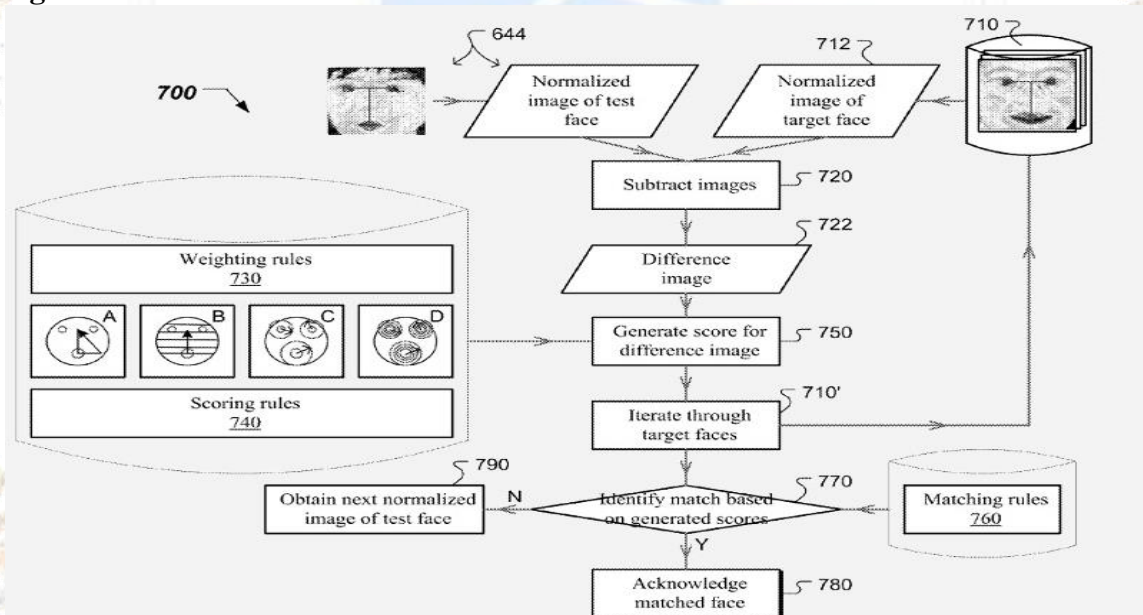 710
644
712
700
Normalized
image of test
face
Normalized
image of
target face
Subtract images
720
722
Difference
image
Weighting rules
730
A
B
C
D
Generate score for
difference image
750
Scoring rules
740
710'
Iterate through
target faces
790
Obtain next normalized
image of test face
N
770
Identify match based
on generated scores
Matching rules
760
Y
Acknowledge
matched face
780